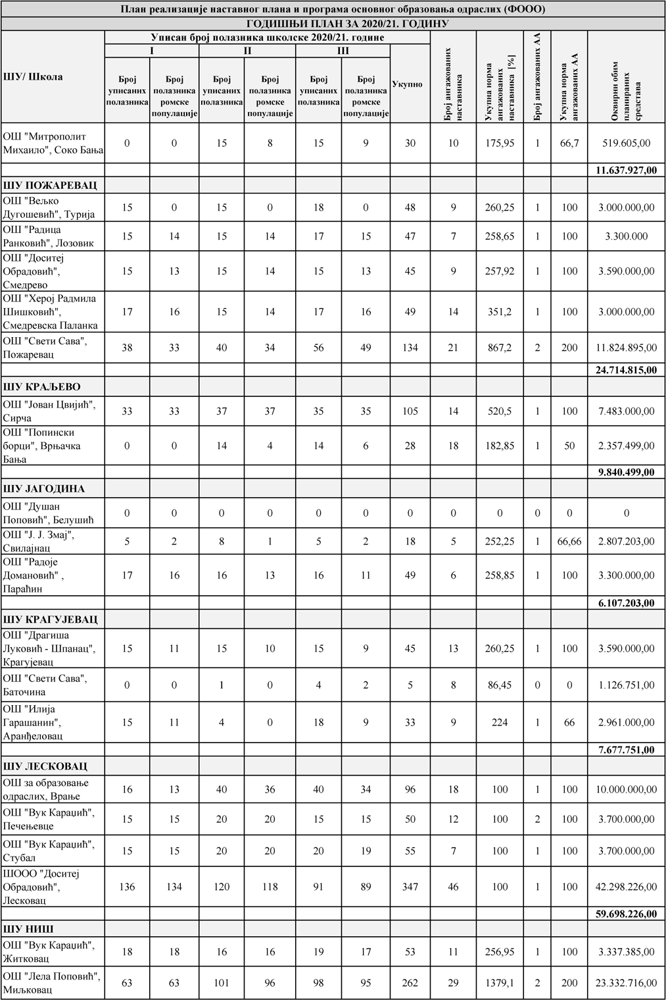 План реализације наставног плана и програма основног образовања одраслих (ФООО)
ГОДИШЊИ ПЛАН ЗА 2020/21. ГОДИНУ
ШУ/ Школа
Уписан број полазника школске 2020/21. године
I II III
Број уписаних полазника
Број полазника ромске популације
Број уписаних полазника
Број полазника ромске популације
Број уписаних полазника
Број полазника ромске популације
Укупно
Број ангажованих наставника
Укупна норма ангажованих наставника [%]
Број ангажованих АА
Укупна норма ангажованих АА
Оквирни обим планираних средстава
ОШ "Митрополит
Михаило", Соко Бања 0 0 15 8 15 9 30 10 175,95 1 66,7 519.605,00
11.637.927,00
ШУ ПОЖАРЕВАЦ
ОШ "Вељко
Дугошевић", Турија 15 0 15 0 18 0 48 9 260,25 1 100 3.000.000,00
ОШ "Радица
Ранковић", Лозовик 15 14 15 14 17 15 47 7 258,65 1 100 3.300.000
ОШ "Доситеј
Обрадовић",
Смедрево 15 13 15 14 15 13 45 9 257,92 1 100 3.590.000,00
ОШ "Херој Радмила
Шишковић",
Смедревска Паланка 17 16 15 14 17 16 49 14 351,2 1 100 3.000.000,00
ОШ "Свети Сава",
Пожаревац 38 33 40 34 56 49 134 21 867,2 2 200 11.824.895,00
24.714.815,00
ШУ КРАЉЕВО
ОШ "Јован Цвијић",
Сирча 33 33 37 37 35 35 105 14 520,5 1 100 7.483.000,00
ОШ "Попински
борци", Врњачка
Бања 0 0 14 4 14 6 28 18 182,85 1 50 2.357.499,00
9.840.499,00
ШУ ЈАГОДИНА
ОШ "Душан
Поповић", Белушић 0 0 0 0 0 0 0 0 0 0 0 0
ОШ "Ј. Ј. Змај",
Свилајнац 5 2 8 1 5 2 18 5 252,25 1 66,66 2.807.203,00
ОШ "Радоје
Домановић" ,
Параћин 17 16 16 13 16 11 49 6 258,85 1 100 3.300.000,00
6.107.203,00
ШУ КРАГУЈЕВАЦ
ОШ "Драгиша
Луковић - Шпанац",
Крагујевац 15 11 15 10 15 9 45 13 260,25 1 100 3.590.000,00
ОШ "Свети Сава",
Баточина 0 0 1 0 4 2 5 8 86,45 0 0 1.126.751,00
ОШ "Илија
Гарашанин",
Аранђеловац 15 11 4 0 18 9 33 9 224 1 66 2.961.000,00
7.677.751,00
ШУ ЛЕСКОВАЦ
ОШ за образовање
одраслих, Врање 16 13 40 36 40 34 96 18 100 1 100 10.000.000,00
ОШ "Вук Караџић",
Печењевце 15 15 20 20 15 15 50 12 100 2 100 3.700.000,00
ОШ "Вук Караџић",
Стубал 15 15 20 20 20 19 55 7 100 1 100 3.700.000,00
ШООО "Доситеј
Обрадовић",
Лесковац 136 134 120 118 91 89 347 46 100 1 100 42.298.226,00
59.698.226,00
ШУ НИШ
ОШ "Вук Караџић",
Житковац 18 18 16 16 19 17 53 11 256,95 1 100 3.337.385,00
ОШ "Лела Поповић",
Миљковац 63 63 101 96 98 95 262 29 1379,1 2 200 23.332.716,00